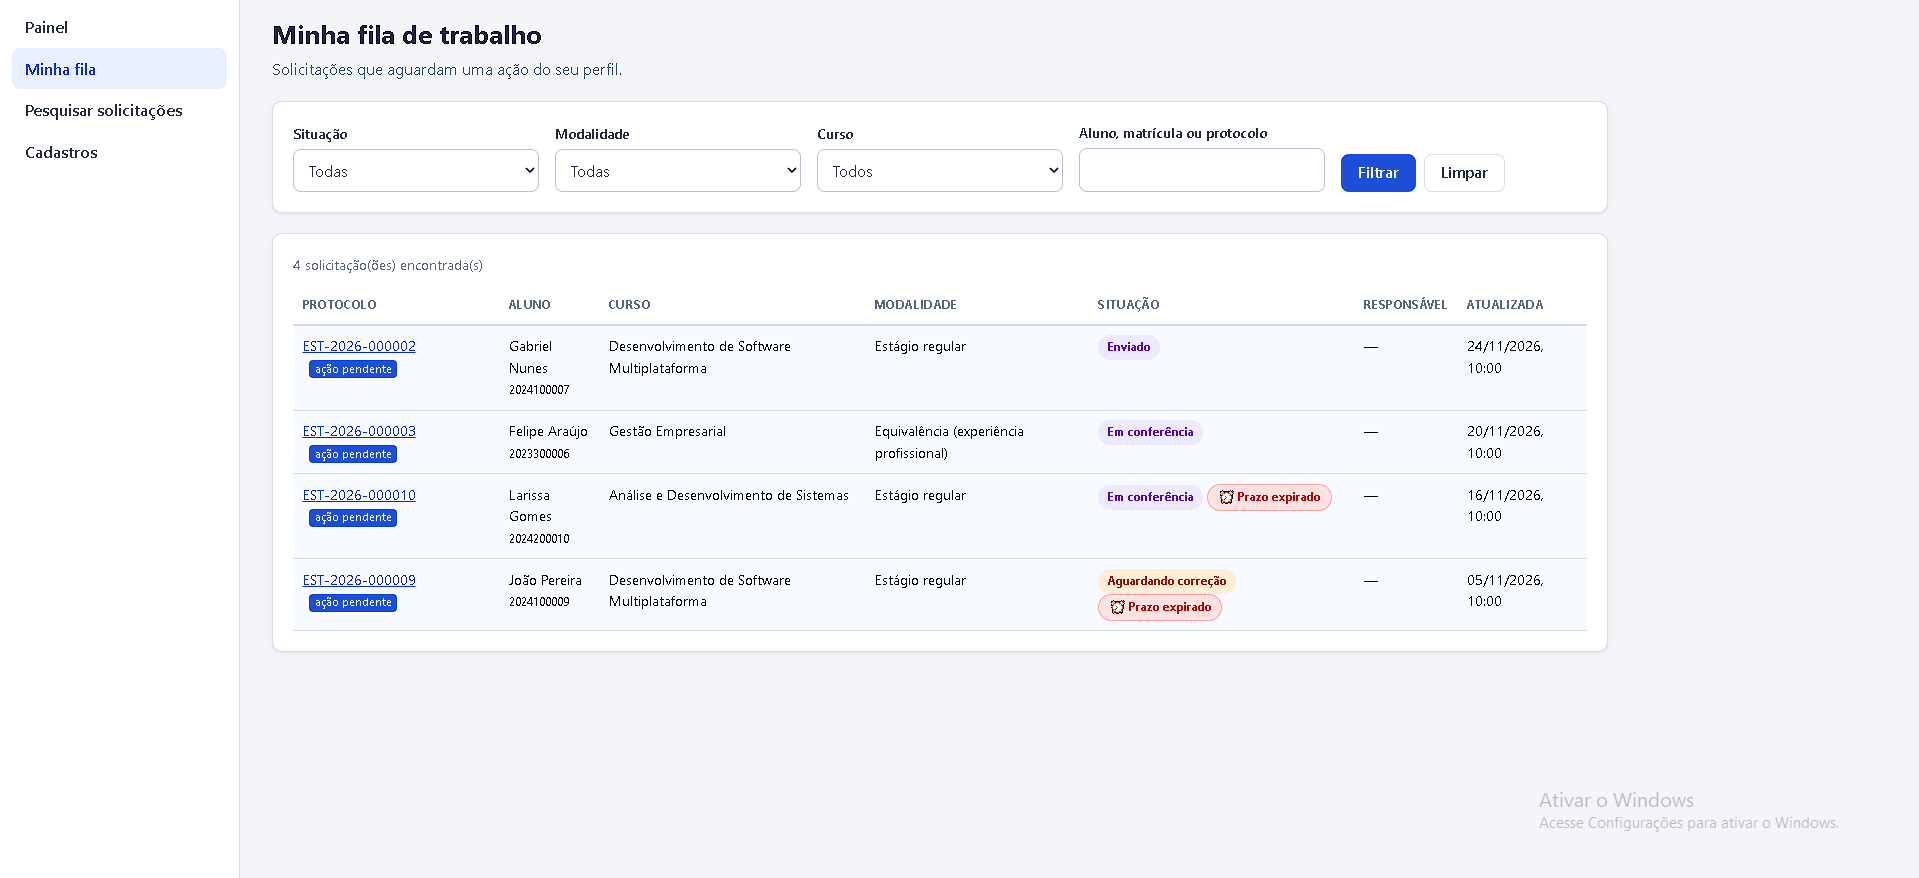 Painel
Minha fila
Pesquisar solicitações
Cadastros
Minha fila de trabalho
Solicitações que aguardam uma ação do seu perfil.
Situação
Modalidade
Curso
Aluno, matrícula ou protocolo
Todas
Todas
Todos
Filtrar
Limpar
4 solicitação(ões) encontrada(s)
PROTOCOLO ALUNO CURSO MODALIDADE SITUAÇÃO RESPONSÁVEL ATUALIZADA
EST-2026-000002
ação pendente
Gabriel
Nunes
2024100007
Desenvolvimento de Software
Multiplataforma
Estágio regular
Enviado
—
24/11/2026,
10:00
EST-2026-000003
ação pendente
Felipe Araújo
2023300006
Gestão Empresarial
Equivalência (experiência
profissional)
Em conferência
—
20/11/2026,
10:00
EST-2026-000010
ação pendente
Larissa
Gomes
2024200010
Análise e Desenvolvimento de Sistemas
Estágio regular
Em conferência
Prazo expirado
—
16/11/2026,
10:00
EST-2026-000009
ação pendente
João Pereira
2024100009
Desenvolvimento de Software
Multiplataforma
Estágio regular
Aguardando correção
Prazo expirado
—
05/11/2026,
10:00
Ativar o Windows
Acesse Configurações para ativar o Windows.